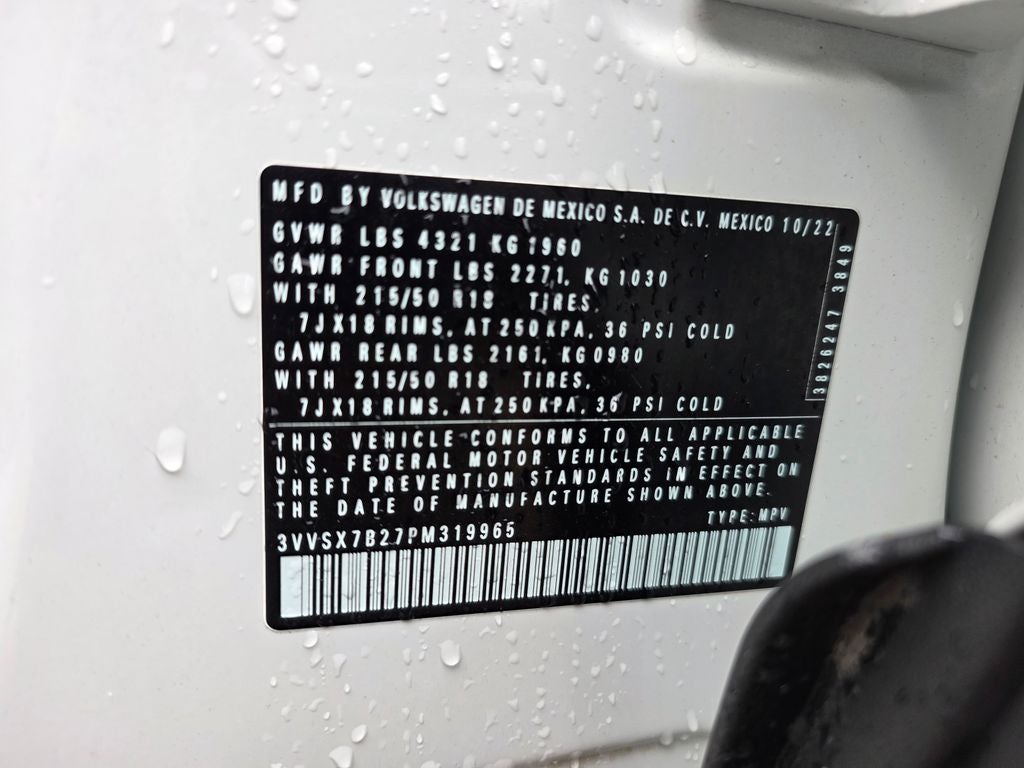 MFD BY VOLKSWAGEN DE MEXICO S.A. DE C.V. MEXICO 10/22
GVWR LBS 4321 KG 1960
GAWR FRONT LBS 2271, KG 1030
WITH 215/50 R18 TIRES,
7JX18 RIMS, AT 250 KPA, 36 PSI COLD
GAWR REAR LBS 2161, KG 0980
WITH 215/50 R18 TIRES,
7JX18 RIMS, AT 250 KPA, 36 PSI COLD
3826247 3849
THIS VEHICLE CONFORMS TO ALL APPLICABLE
U.S. FEDERAL MOTOR VEHICLE SAFETY AND
THEFT PREVENTION STANDARDS IN EFFECT ON
THE DATE OF MANUFACTURE SHOWN ABOVE.
TYPE: MPV
3VVSX7B27PM319965